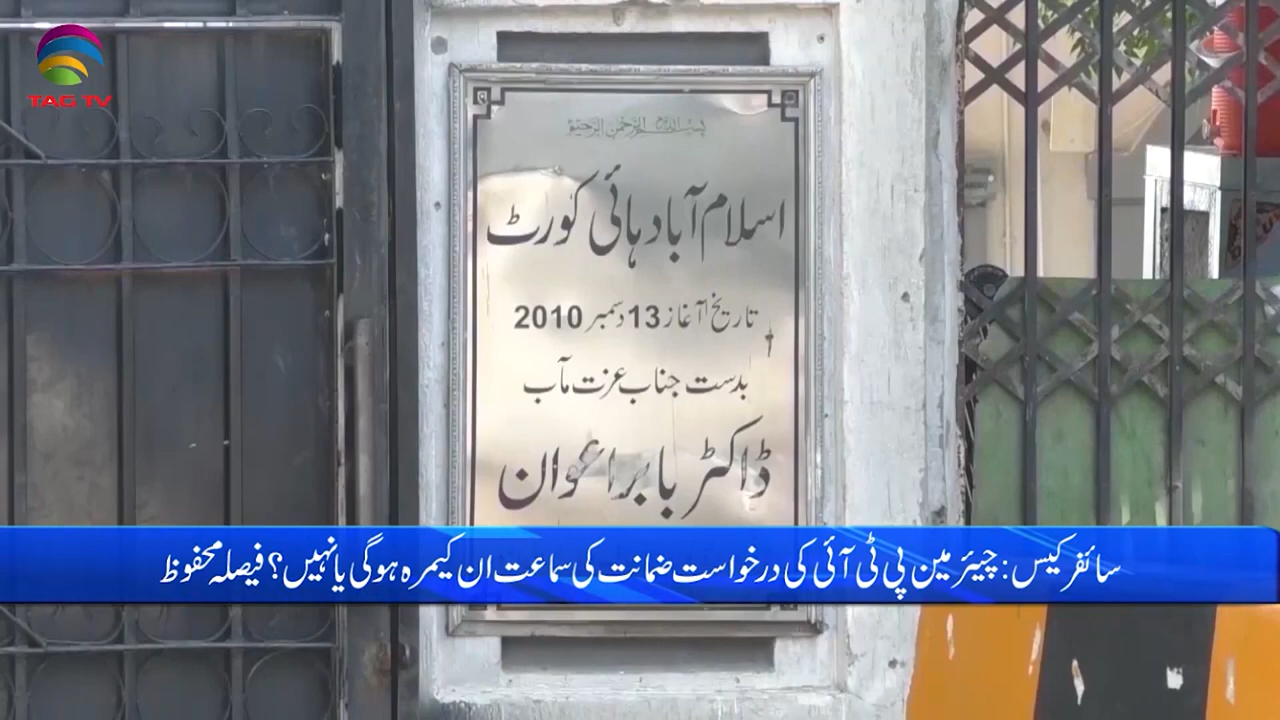 TAG TV
بسم اللہ الرحمن الرحیم
اسلام آباد ہائی کورٹ
تاریخ آغاز 13 دسمبر 2010
بدست جناب عزت مآب
ڈاکٹر بابر اعوان
سائفر کیس: چیئرمین پی ٹی آئی کی درخواست ضمانت کی سماعت ان کیمرہ ہوگی یا نہیں؟ فیصلہ محفوظ